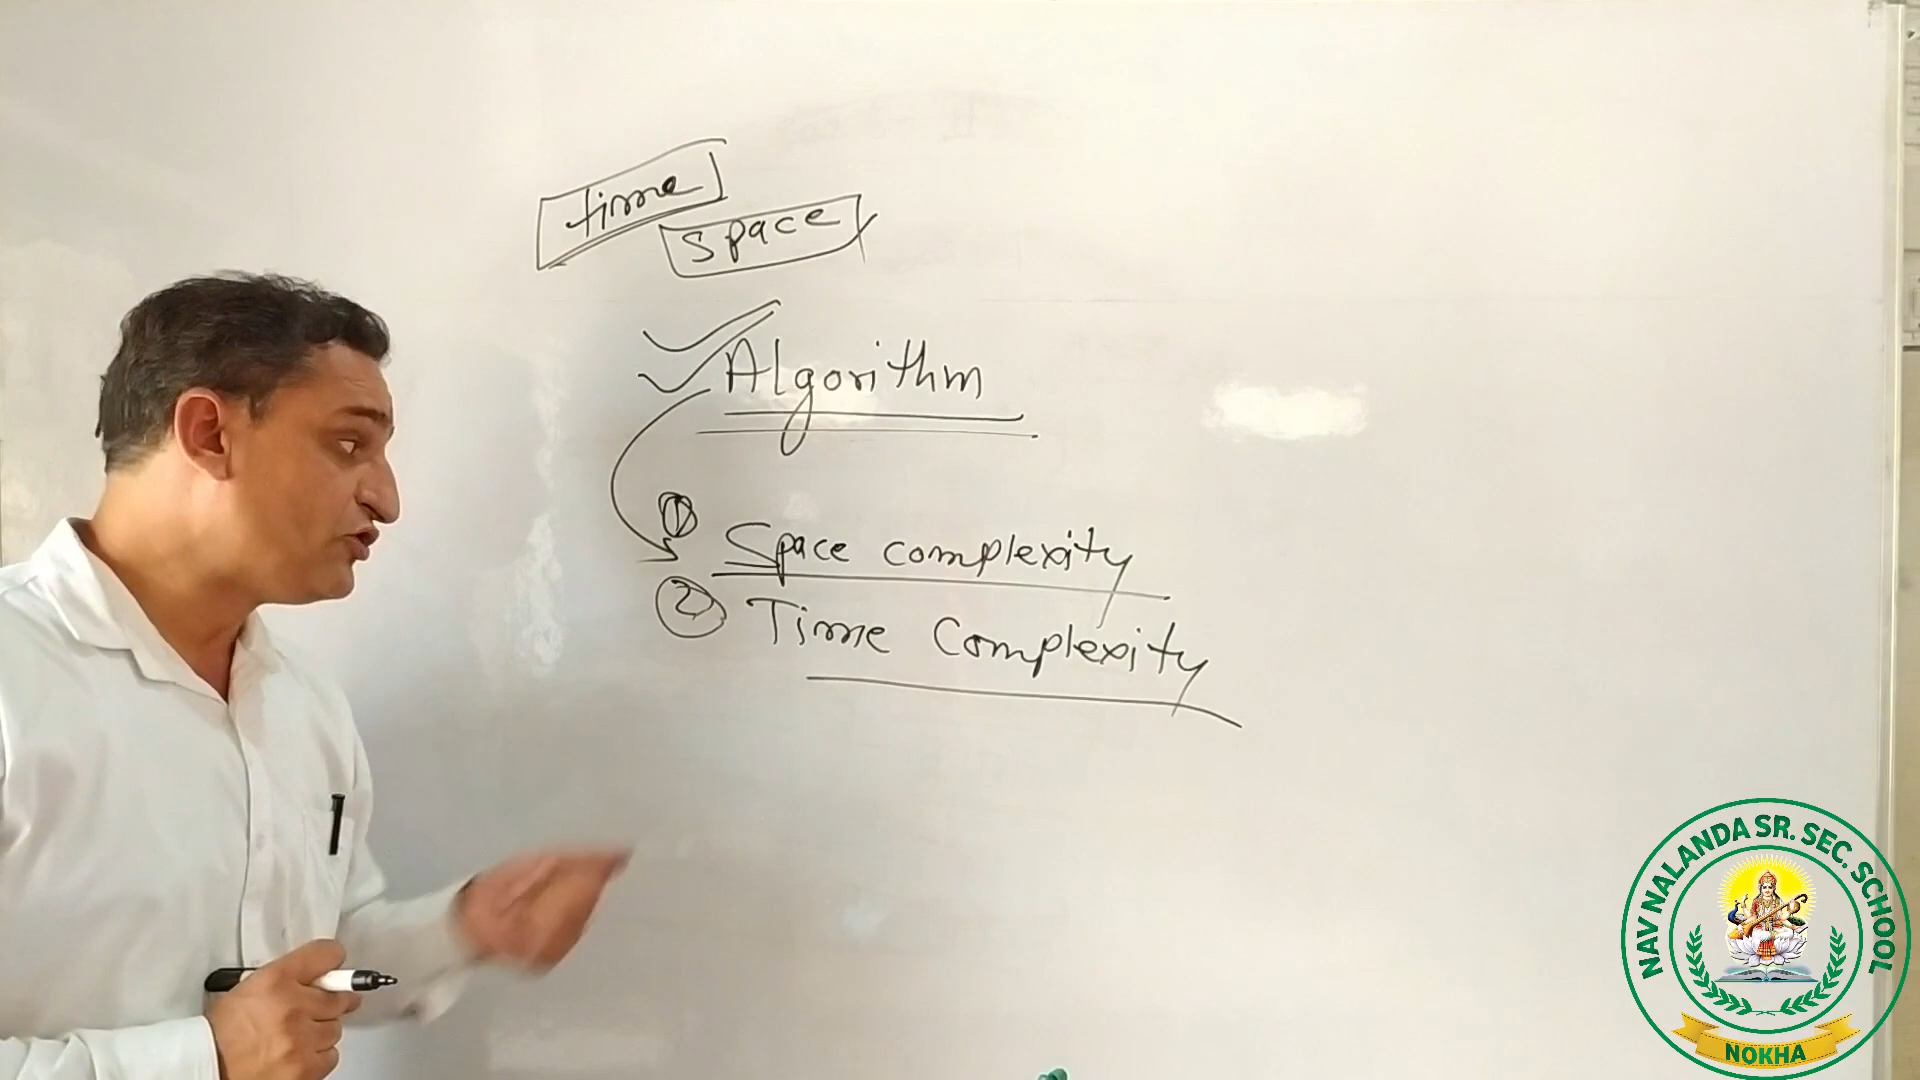 time
space
Algorithm
① Space complexity
② Time Complexity
NAV NALANDA SR. SEC. SCHOOL
NOKHA